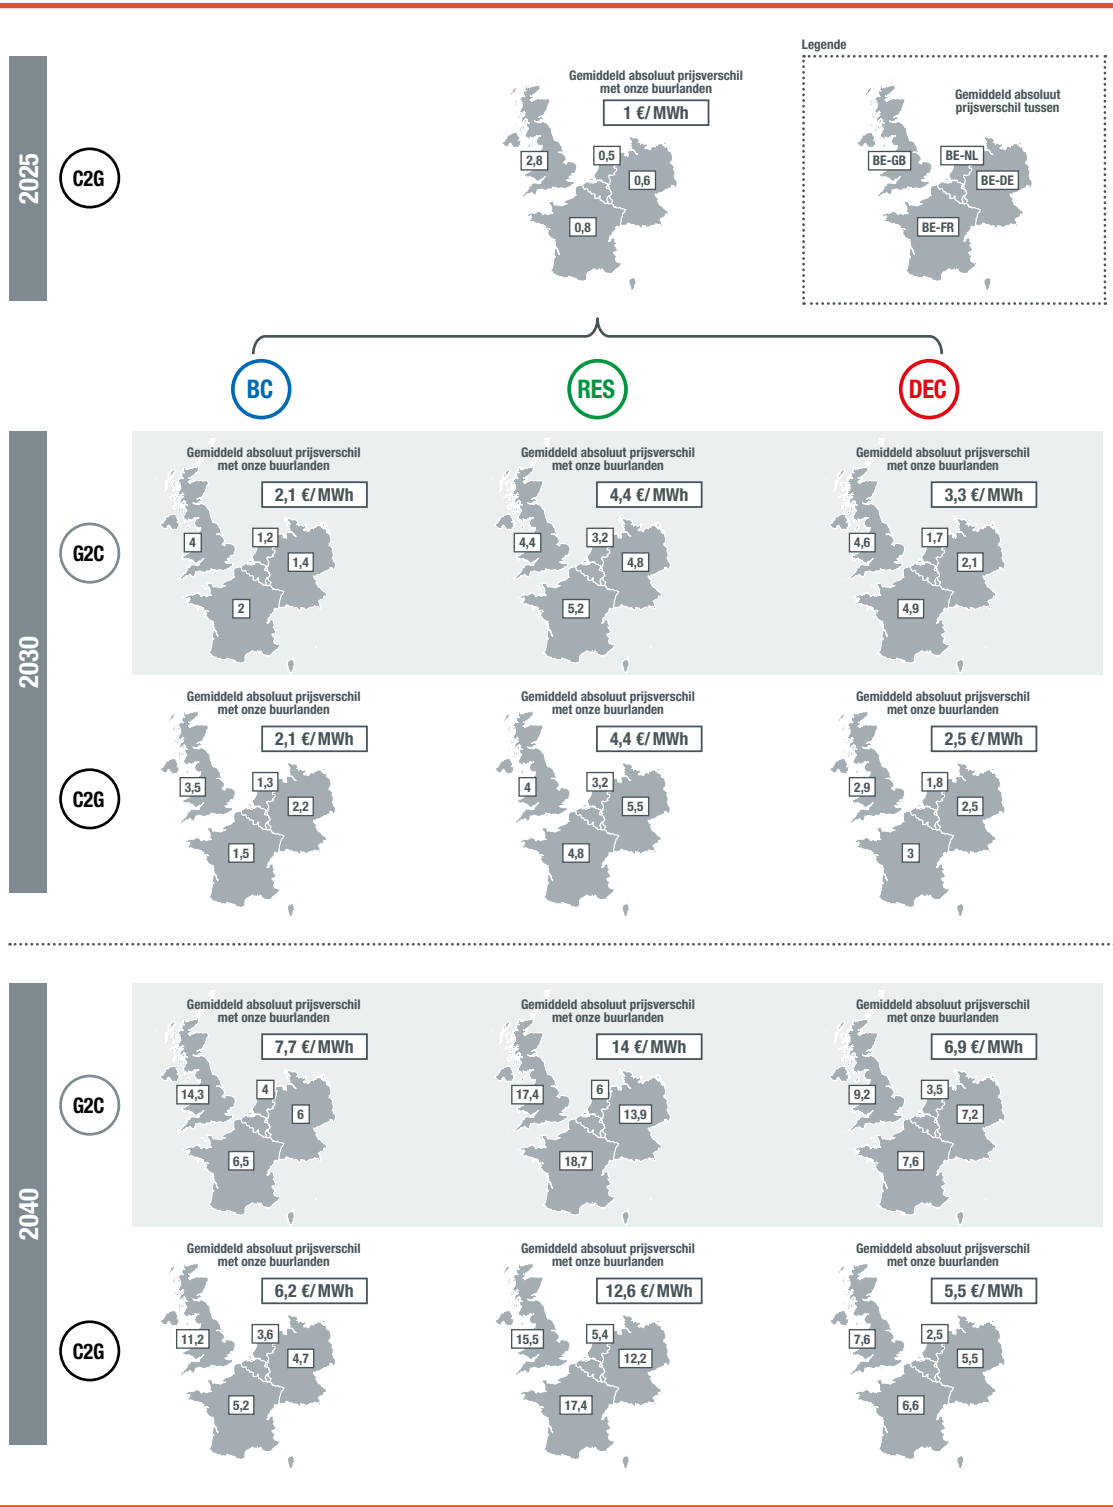 Legende
Gemiddeld absoluut prijsverschil
met onze buurlanden
1 €/MWh
Gemiddeld absoluut
prijsverschil tussen
2025
C2G
2,8
0,5
0,6
0,8
BE-GB
BE-NL
BE-DE
BE-FR
BC
RES
DEC
2030
G2C
Gemiddeld absoluut prijsverschil
met onze buurlanden
2,1 €/MWh
4
1,2
1,4
2
Gemiddeld absoluut prijsverschil
met onze buurlanden
4,4 €/MWh
4,4
3,2
4,8
5,2
Gemiddeld absoluut prijsverschil
met onze buurlanden
3,3 €/MWh
4,6
1,7
2,1
4,9
C2G
Gemiddeld absoluut prijsverschil
met onze buurlanden
2,1 €/MWh
3,5
1,3
2,2
1,5
Gemiddeld absoluut prijsverschil
met onze buurlanden
4,4 €/MWh
4
3,2
5,5
4,8
Gemiddeld absoluut prijsverschil
met onze buurlanden
2,5 €/MWh
2,9
1,8
2,5
3
2040
G2C
Gemiddeld absoluut prijsverschil
met onze buurlanden
7,7 €/MWh
14,3
4
6
6,5
Gemiddeld absoluut prijsverschil
met onze buurlanden
14 €/MWh
17,4
6
13,9
18,7
Gemiddeld absoluut prijsverschil
met onze buurlanden
6,9 €/MWh
9,2
3,5
7,2
7,6
C2G
Gemiddeld absoluut prijsverschil
met onze buurlanden
6,2 €/MWh
11,2
3,6
4,7
5,2
Gemiddeld absoluut prijsverschil
met onze buurlanden
12,6 €/MWh
15,5
5,4
12,2
17,4
Gemiddeld absoluut prijsverschil
met onze buurlanden
5,5 €/MWh
7,6
2,5
5,5
6,6